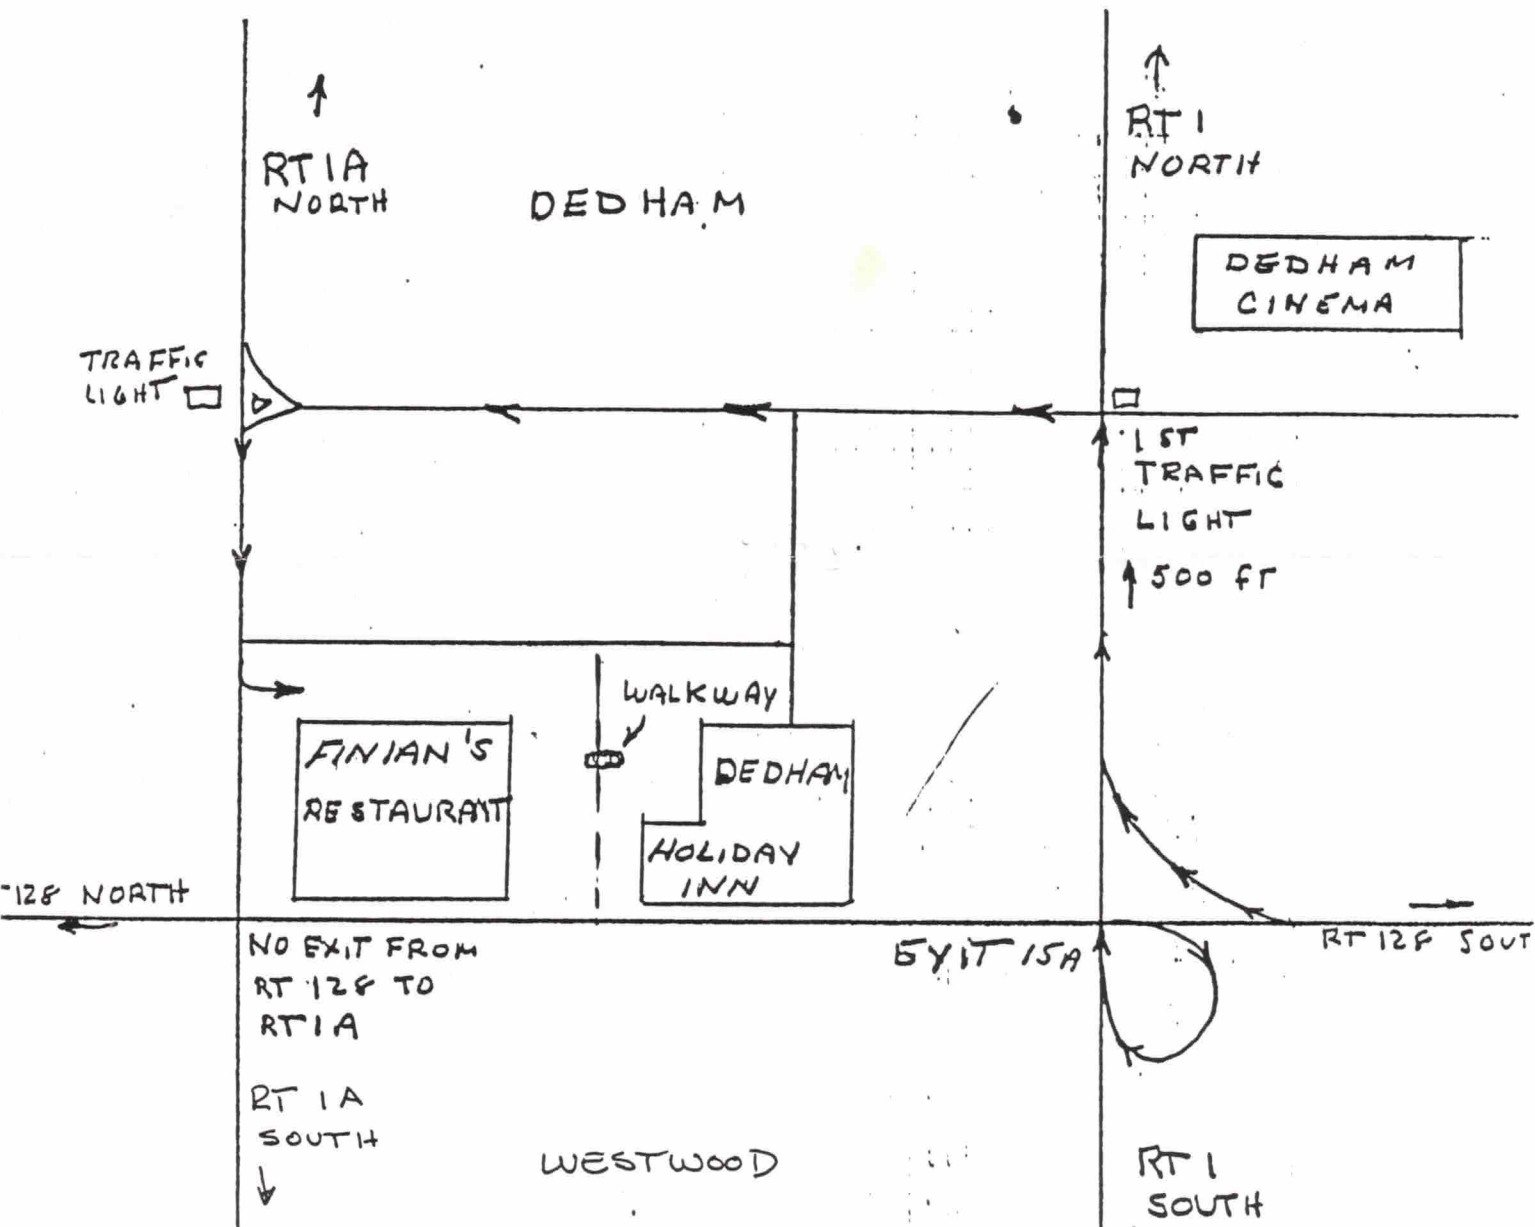 RT 1A
NORTH
DEDHAM
RT 1
NORTH
DEDHAM
CINEMA
TRAFFIC
LIGHT
1ST
TRAFFIC
LIGHT
500 FT
WALKWAY
FINIAN'S
RESTAURANT
DEDHAM
HOLIDAY
INN
128 NORTH
NO EXIT FROM
RT 128 TO
RT 1A
EXIT 15A
RT 128 SOUT
RT 1A
SOUTH
WESTWOOD
RT 1
SOUTH